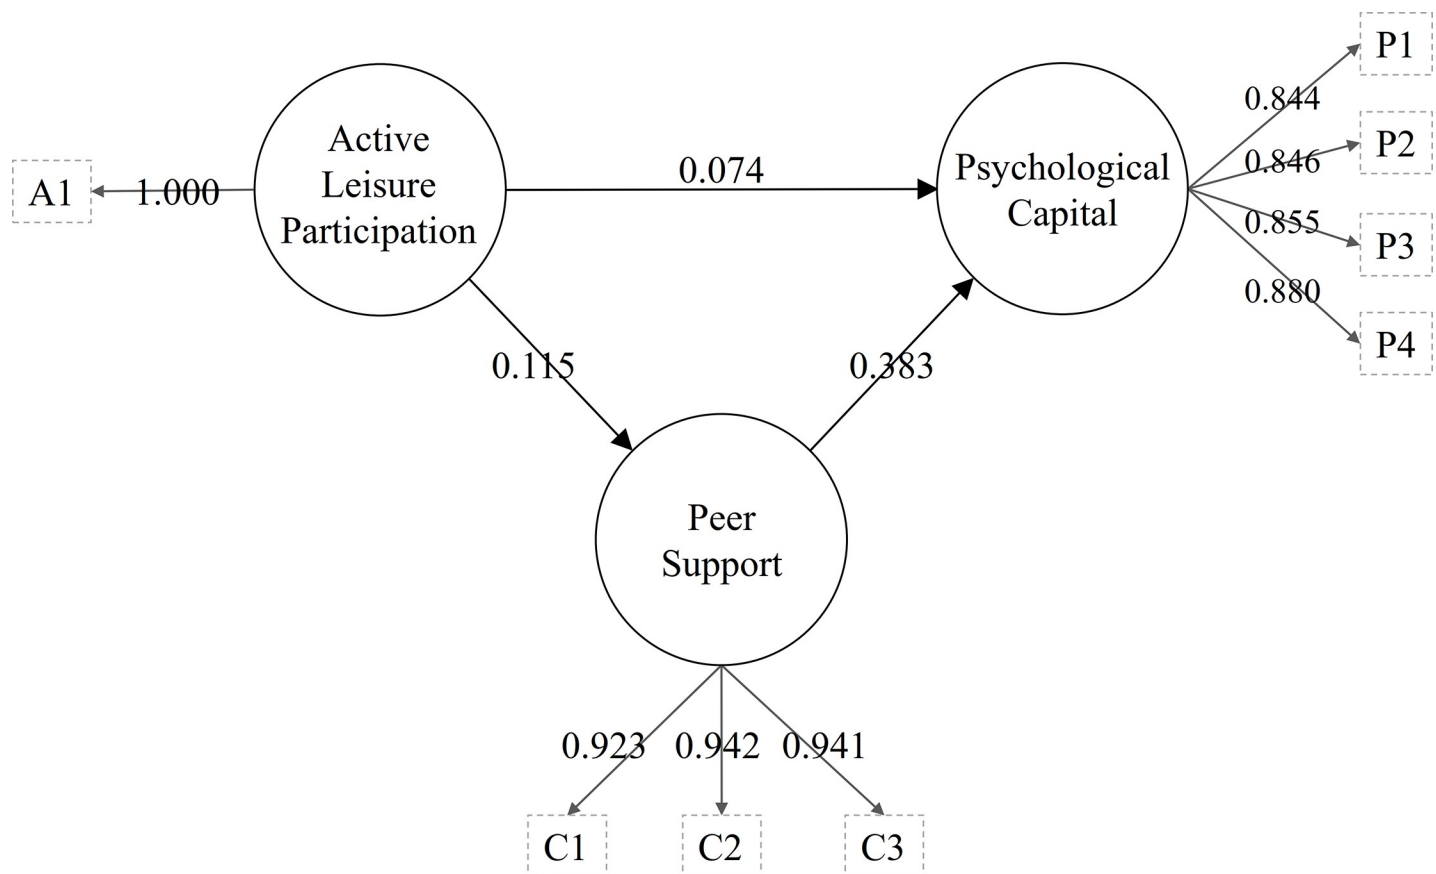 P1
0.844
Active
Leisure
Participation
0.074
Psychological
Capital
0.846
P2
A1
1.000
0.855
P3
0.880
P4
0.115
0.383
Peer
Support
0.923
0.942
0.941
C1
C2
C3